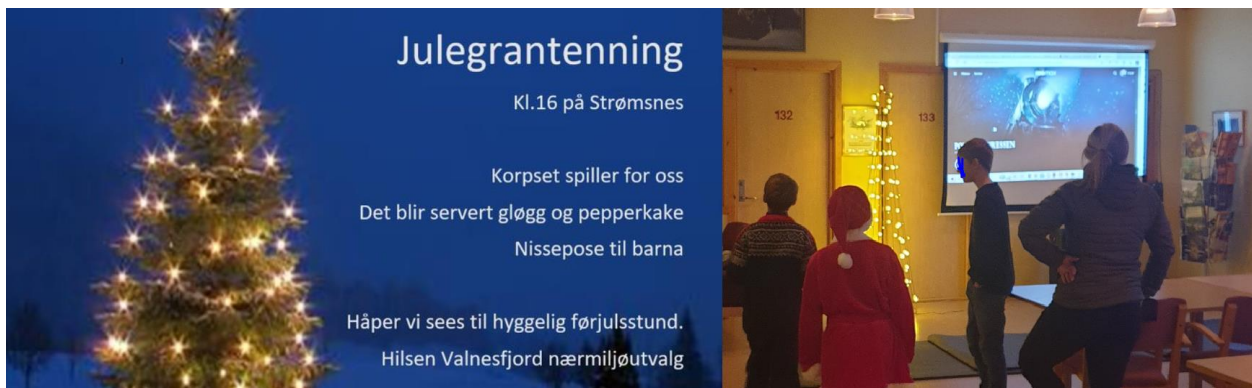 Julegrantenning
Kl.16 på Strømsnes
Korpset spiller for oss
Det blir servert gløgg og pepperkake
Nissepose til barna
Håper vi sees til hyggelig førjulsstund.
Hilsen Valnesfjord nærmiljøutvalg
132
133